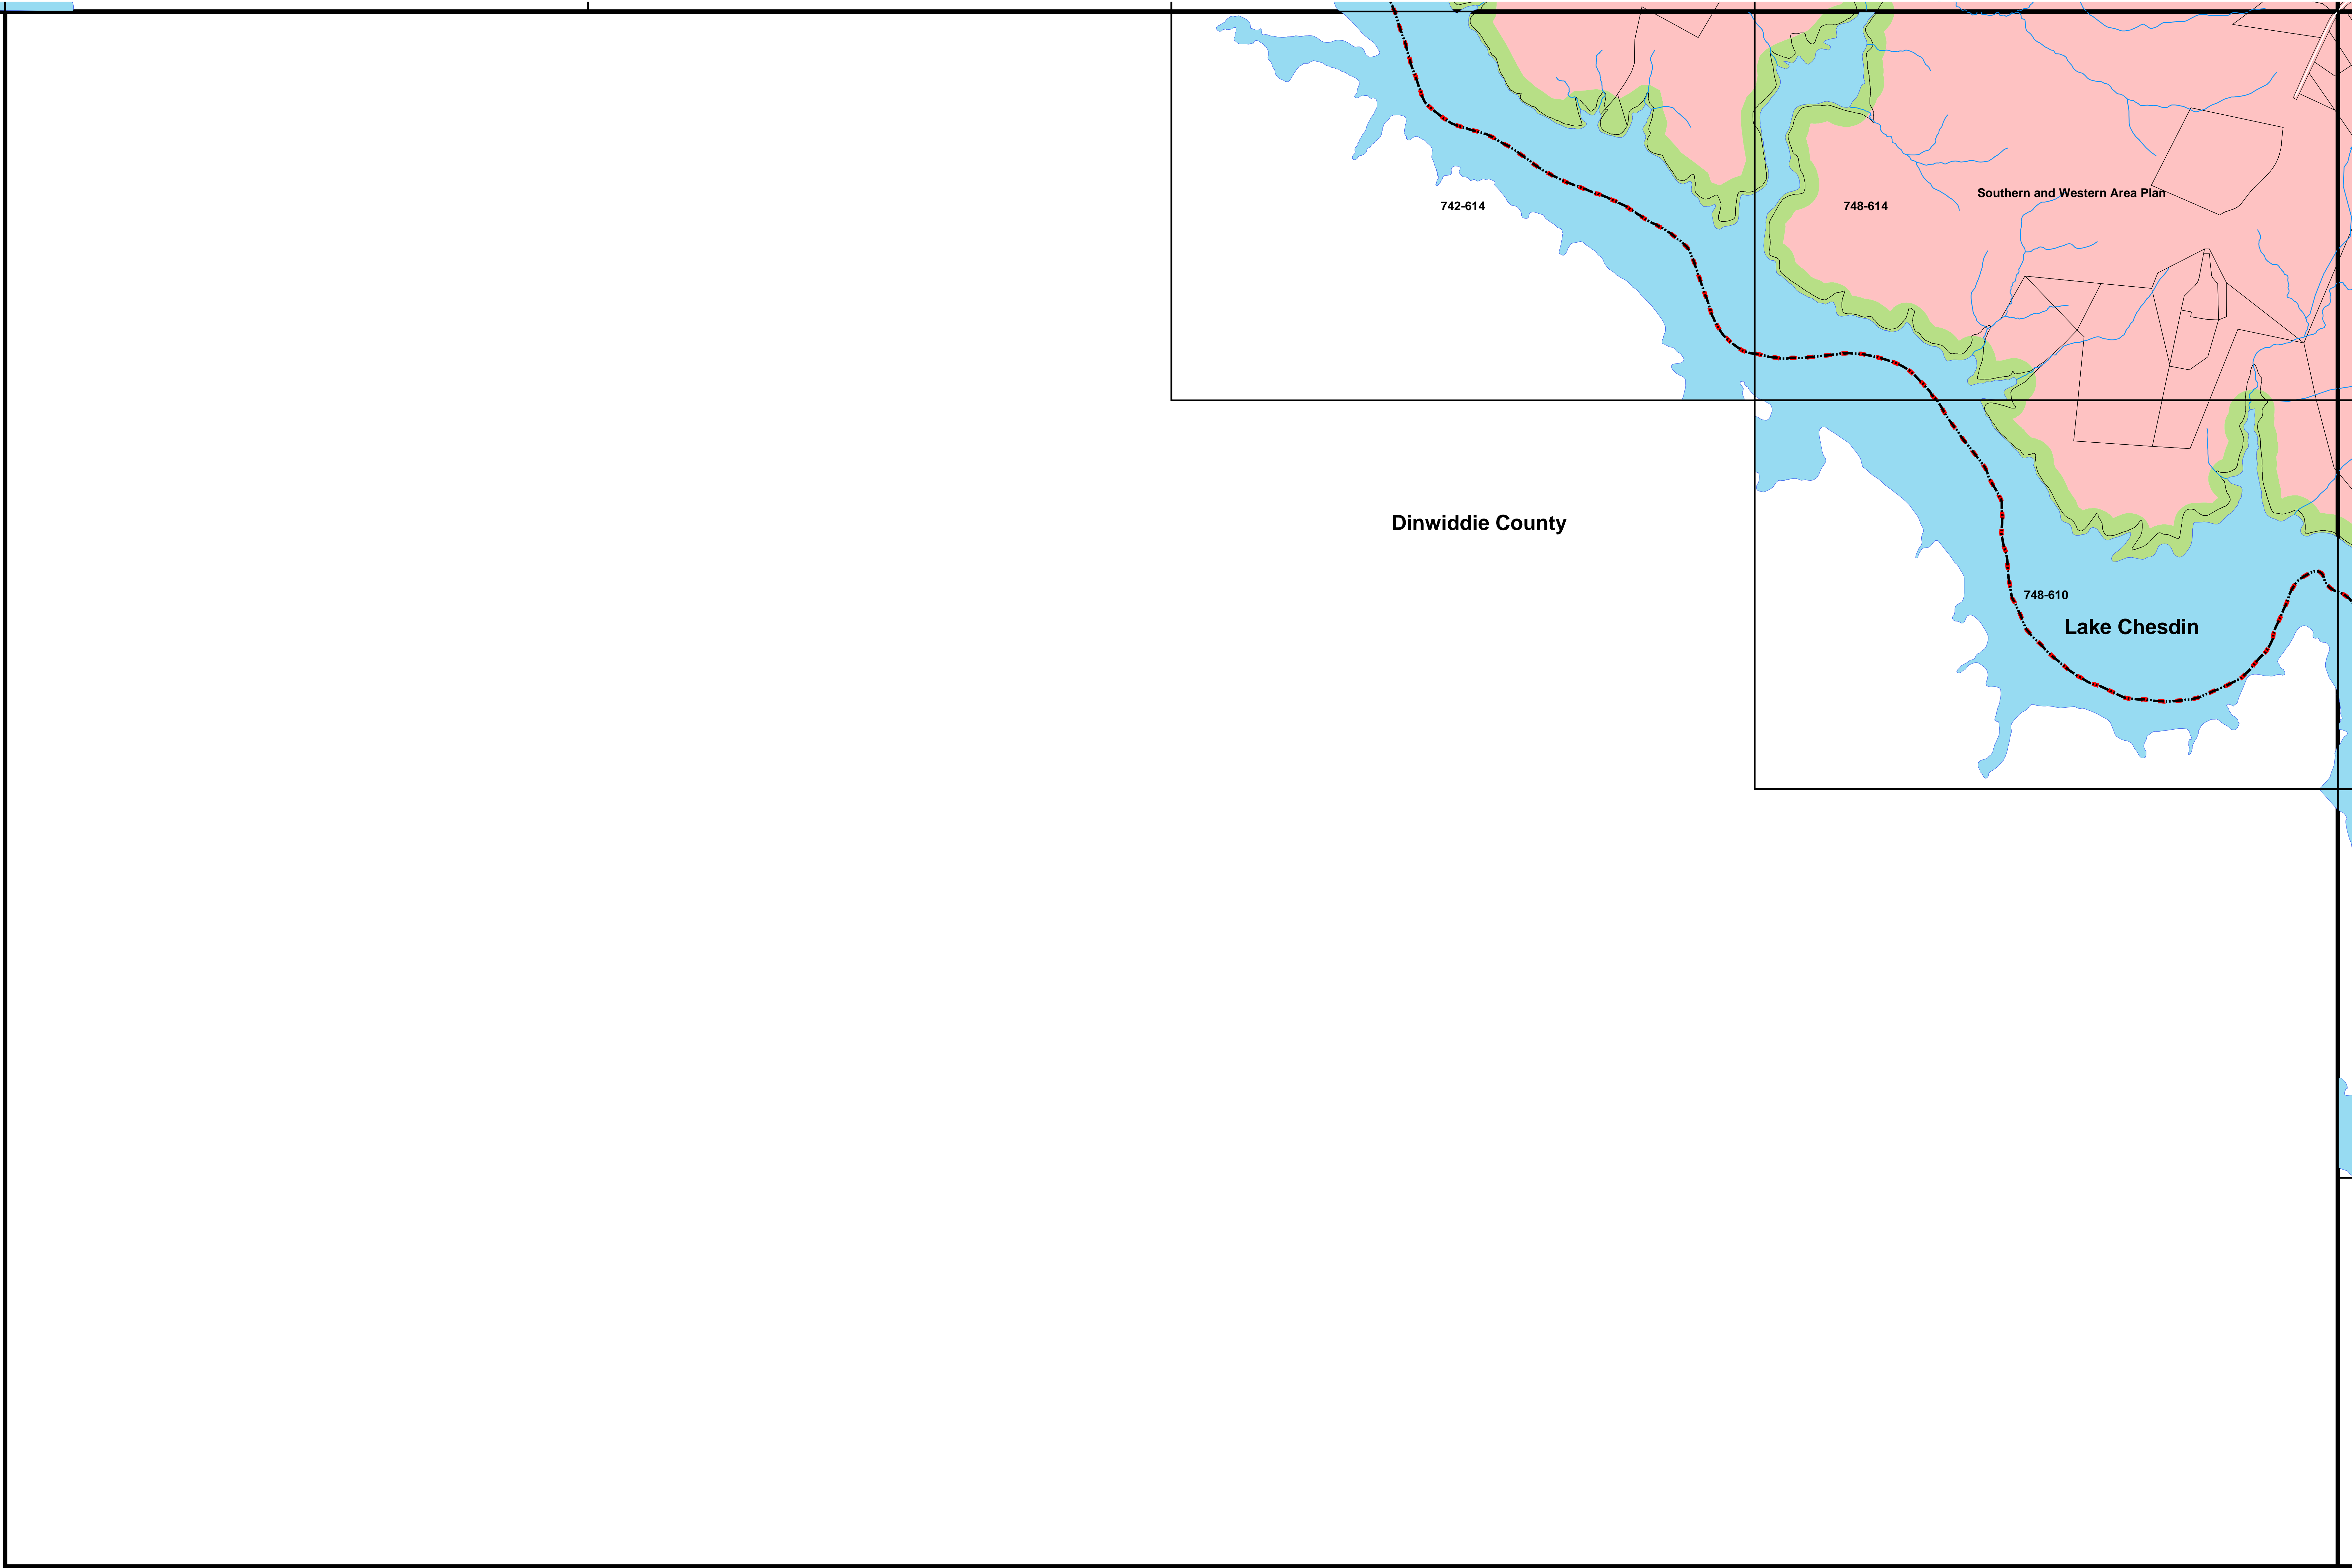 Southern and Western Area Plan
742-614
748-614
Dinwiddie County
748-610
Lake Chesdin